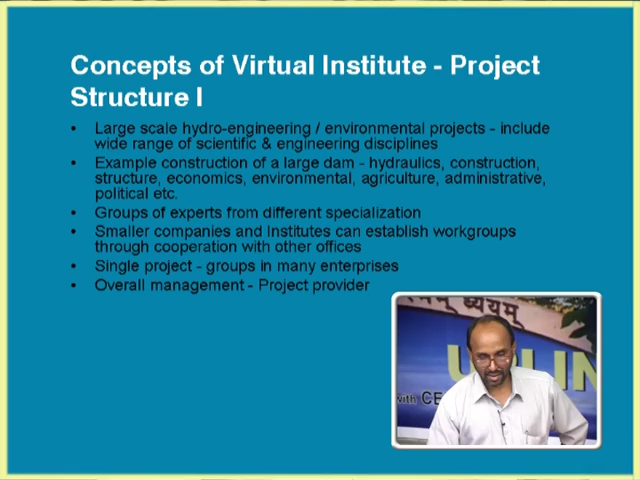 Concepts of Virtual Institute - Project
Structure I
• Large scale hydro-engineering / environmental projects - include
wide range of scientific & engineering disciplines
• Example construction of a large dam - hydraulics, construction,
structure, economics, environmental, agriculture, administrative,
political etc.
• Groups of experts from different specialization
• Smaller companies and Institutes can establish workgroups
through cooperation with other offices
• Single project - groups in many enterprises
• Overall management - Project provider
ध्येयम्
with CE